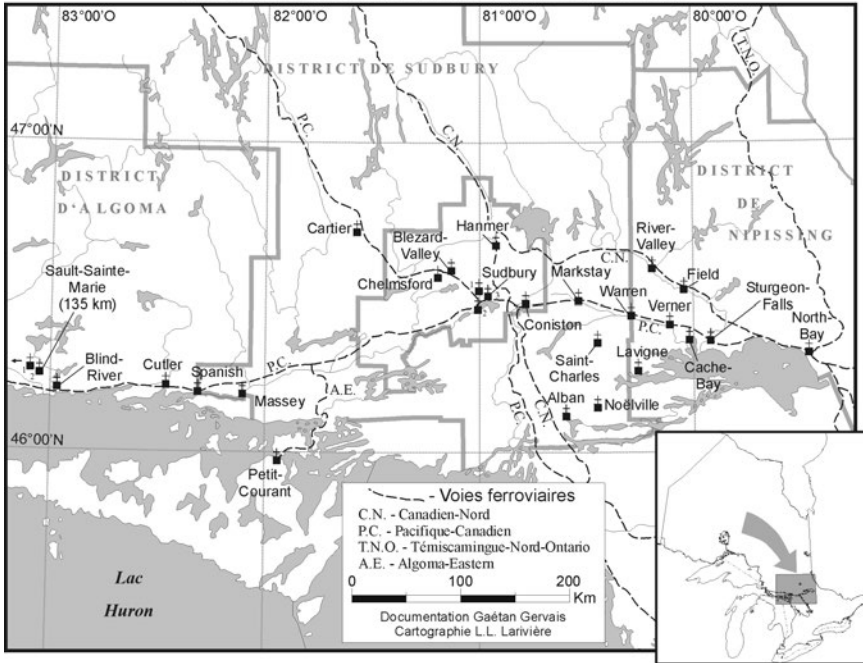 83°00'O
82°00'O
81°00'O
80°00'O
T.N.O.
DISTRICT DE SUDBURY
P.C.
C.N.
47°00'N
DISTRICT
D'ALGOMA
DISTRICT
DE
NIPISSING
Cartier
Hanmer
Blezard-
Valley
Chelmsford
Sudbury
River-
Valley
C.N.
Field
Markstay
Warren
Verner
Sturgeon-
Falls
Sault-Sainte-
Marie
(135 km)
P.C.
North-
Bay
Coniston
Blind-
River
Cutler
Spanish
P.C.
Massey
A.E.
Saint-
Charles
Lavigne
Cache-
Bay
Alban
Noëlville
P.C.
C.N.
46°00'N
Petit-
Courant
Lac
Huron
- Voies ferroviaires
C.N. - Canadien-Nord
P.C. - Pacifique-Canadien
T.N.O. - Témiscamingue-Nord-Ontario
A.E. - Algoma-Eastern
0 100 200
Km
Documentation Gaétan Gervais
Cartographie L.L. Larivière